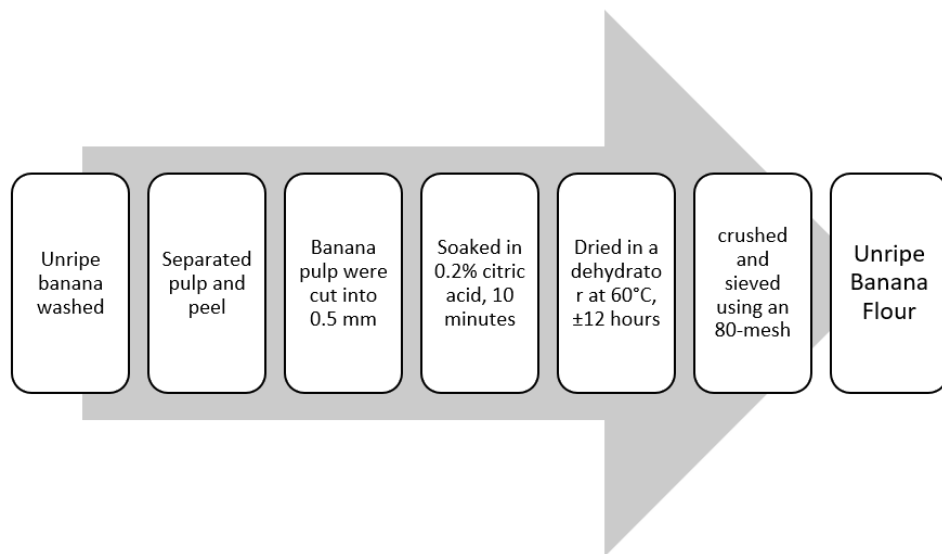 Unripe
banana
washed
Separated
pulp and
peel
Banana
pulp were
cut into
0.5 mm
Soaked in
0.2% citric
acid, 10
minutes
Dried in a
dehydrato
r at 60°C,
±12 hours
crushed
and
sieved
using an
80-mesh
Unripe
Banana
Flour